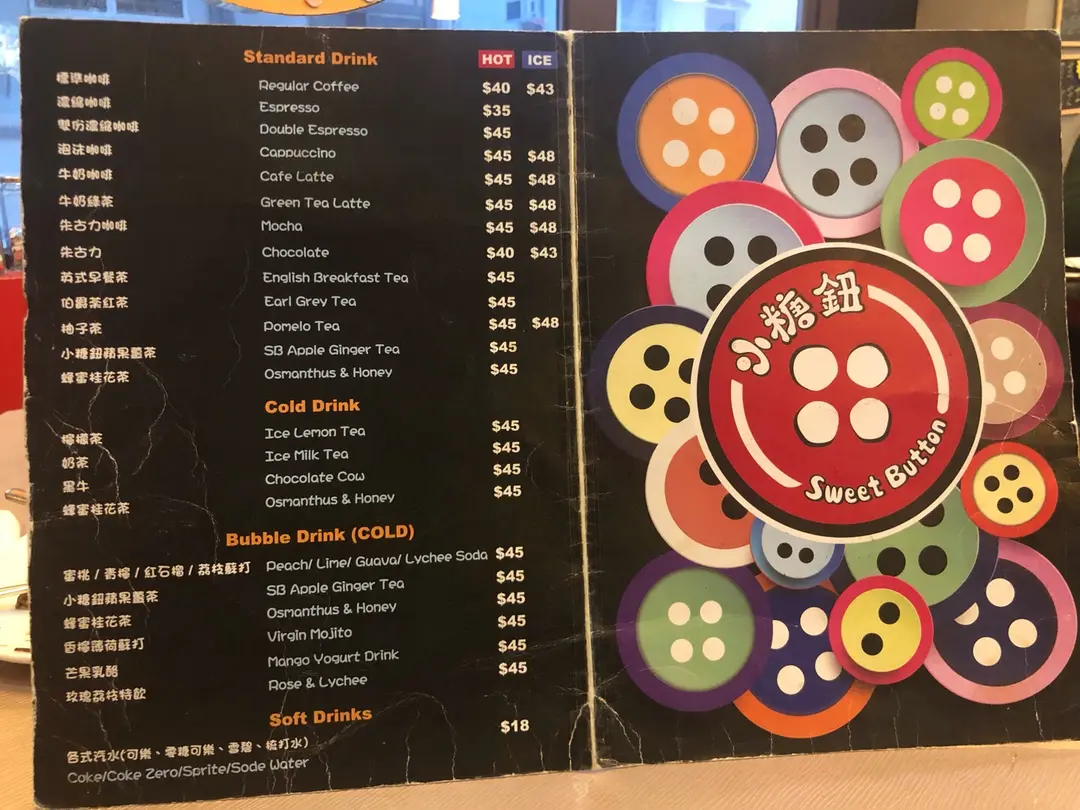 Standard Drink HOT ICE
標準咖啡 Regular Coffee $40 $43
濃縮咖啡 Espresso $35
雙份濃縮咖啡 Double Espresso $45
泡沫咖啡 Cappuccino $45 $48
牛奶咖啡 Cafe Latte $45 $48
牛奶綠茶 Green Tea Latte $45 $48
朱古力咖啡 Mocha $45 $48
朱古力 Chocolate $40 $43
英式早餐茶 English Breakfast Tea $45
伯爵茶紅茶 Earl Grey Tea $45
柚子茶 Pomelo Tea $45 $48
小糖鈕蘋果薑茶 SB Apple Ginger Tea $45
蜂蜜桂花茶 Osmanthus & Honey $45
Cold Drink
檸檬茶 Ice Lemon Tea $45
奶茶 Ice Milk Tea $45
黑牛 Chocolate Cow $45
蜂蜜桂花茶 Osmanthus & Honey $45
Bubble Drink (COLD)
蜜桃 / 青檸 / 紅石榴 / 荔枝蘇打 Peach/ Lime/ Guava/ Lychee Soda $45
小糖鈕蘋果薑茶 SB Apple Ginger Tea $45
蜂蜜桂花茶 Osmanthus & Honey $45
香檸薄荷蘇打 Virgin Mojito $45
芒果乳酪 Mango Yogurt Drink $45
玫瑰荔枝特飲 Rose & Lychee $45
Soft Drinks
各式汽水(可樂、零糖可樂、雪碧、梳打水) $18
Coke/Coke Zero/Sprite/Sode Water
小糖鈕
Sweet Button